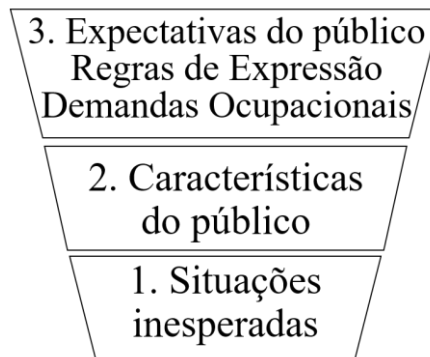 3. Expectativas do público
Regras de Expressão
Demandas Ocupacionais
2. Características
do público
1. Situações
inesperadas